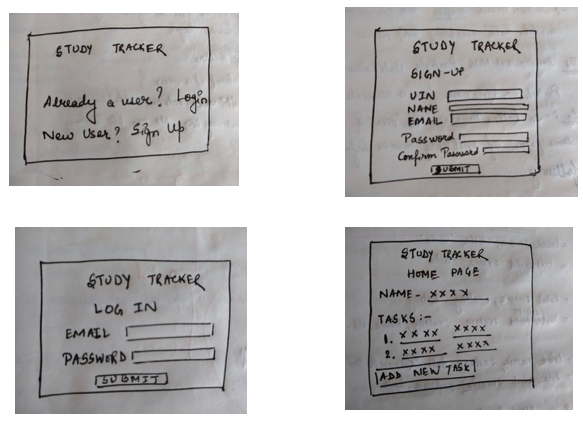 STUDY TRACKER
Already a user? Login
New User? Sign Up
STUDY TRACKER
SIGN-UP
UIN
NAME
EMAIL
Password
Confirm Password
SUBMIT
STUDY TRACKER
LOG IN
EMAIL
PASSWORD
SUBMIT
STUDY TRACKER
HOME PAGE
NAME - XXXX
TASKS :-
1. XXXX XXXX
2. XXXX XXXX
ADD NEW TASK